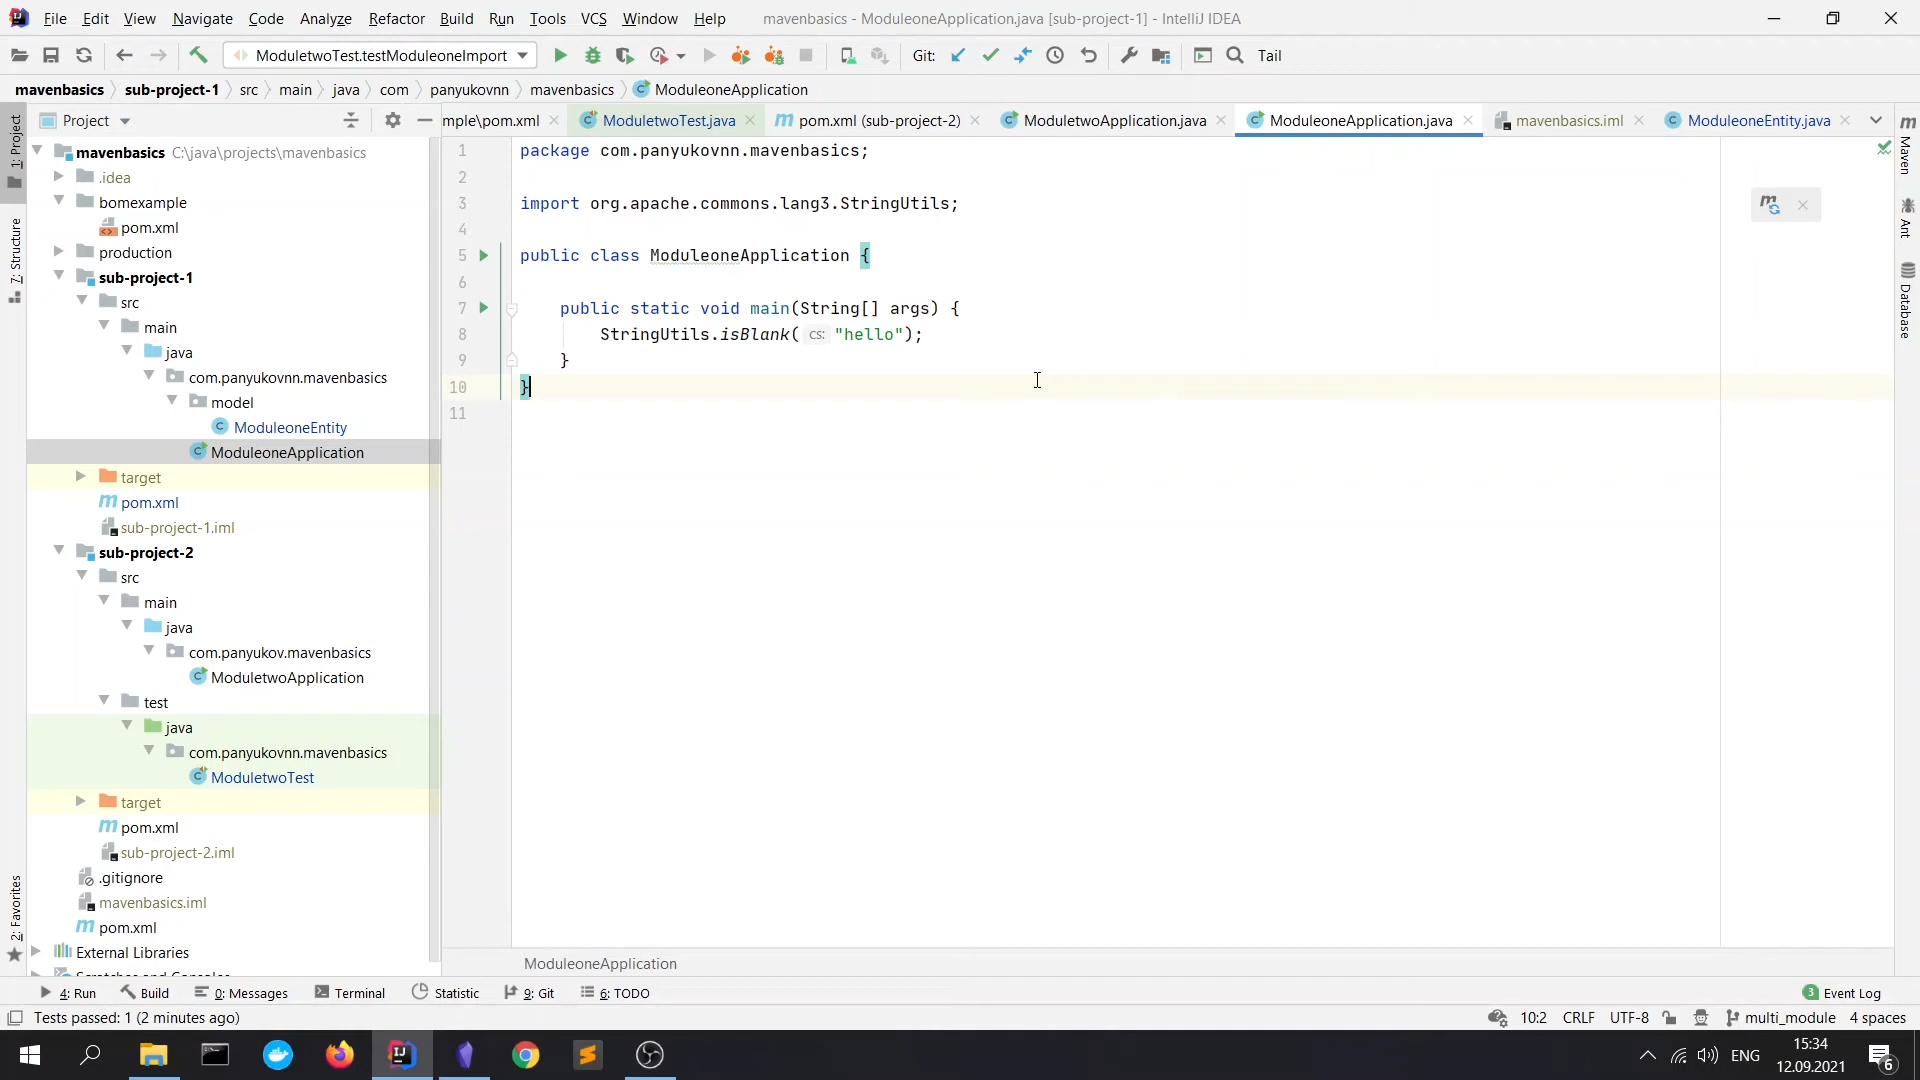 File Edit View Navigate Code Analyze Refactor Build Run Tools VCS Window Help mavenbasics - ModuleoneApplication.java [sub-project-1] - IntelliJ IDEA
ModuletwoTest.testModuleoneImport Git: Tail
mavenbasics sub-project-1 src main java com panyukovnn mavenbasics ModuleoneApplication
Project
mple\pom.xml ModuletwoTest.java pom.xml (sub-project-2) ModuletwoApplication.java ModuleoneApplication.java mavenbasics.iml ModuleoneEntity.java
1: Project
7: Structure
2: Favorites
mavenbasics C:\java\projects\mavenbasics
.idea
bomexample
pom.xml
production
sub-project-1
src
main
java
com.panyukovnn.mavenbasics
model
ModuleoneEntity
ModuleoneApplication
target
pom.xml
sub-project-1.iml
sub-project-2
src
main
java
com.panyukov.mavenbasics
ModuletwoApplication
test
java
com.panyukovnn.mavenbasics
ModuletwoTest
target
pom.xml
sub-project-2.iml
.gitignore
mavenbasics.iml
pom.xml
External Libraries
1 package com.panyukovnn.mavenbasics;
2
3 import org.apache.commons.lang3.StringUtils;
4
5 public class ModuleoneApplication {
6
7 public static void main(String[] args) {
8 StringUtils.isBlank( cs: "hello");
9 }
10 }
11
Maven
Ant
Database
ModuleoneApplication
4: Run Build 0: Messages Terminal Statistic 9: Git 6: TODO 3 Event Log
Tests passed: 1 (2 minutes ago) 10:2 CRLF UTF-8 multi_module 4 spaces
ENG 15:34
12.09.2021 6